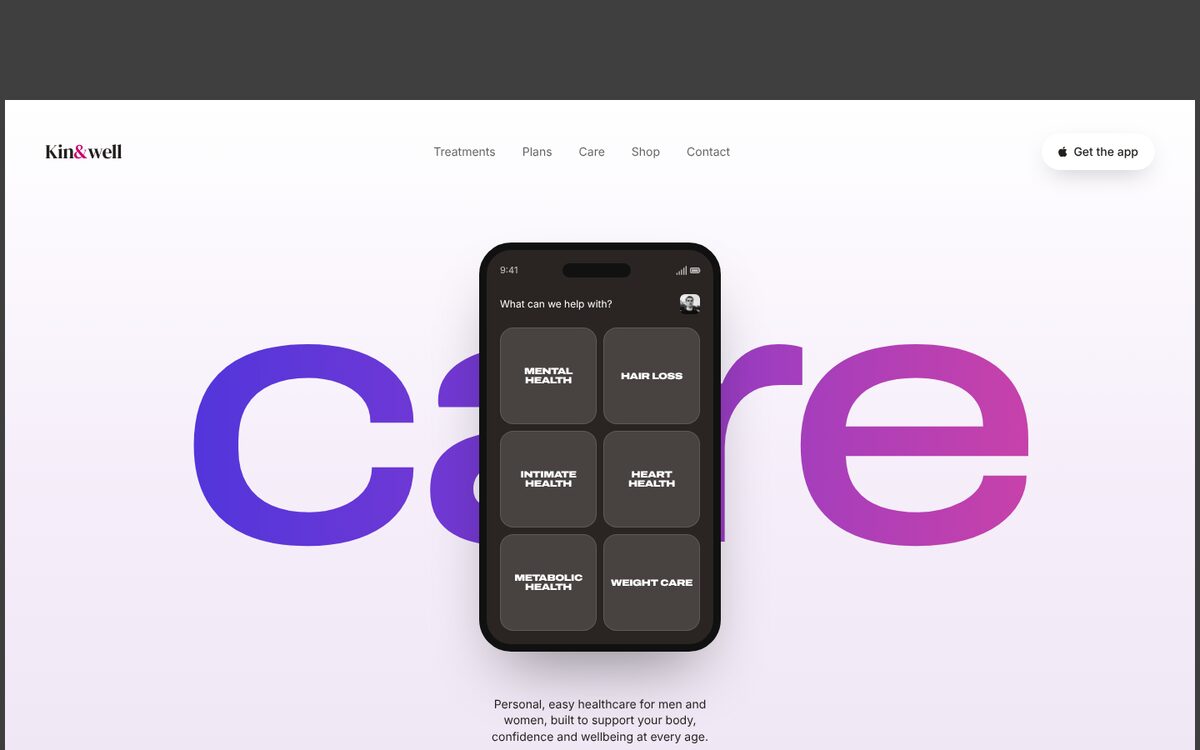 Kin&well
Treatments
Plans
Care
Shop
Contact
Get the app
9:41
What can we help with?
care
MENTAL
HEALTH
HAIR LOSS
INTIMATE
HEALTH
HEART
HEALTH
METABOLIC
HEALTH
WEIGHT CARE
Personal, easy healthcare for men and
women, built to support your body,
confidence and wellbeing at every age.